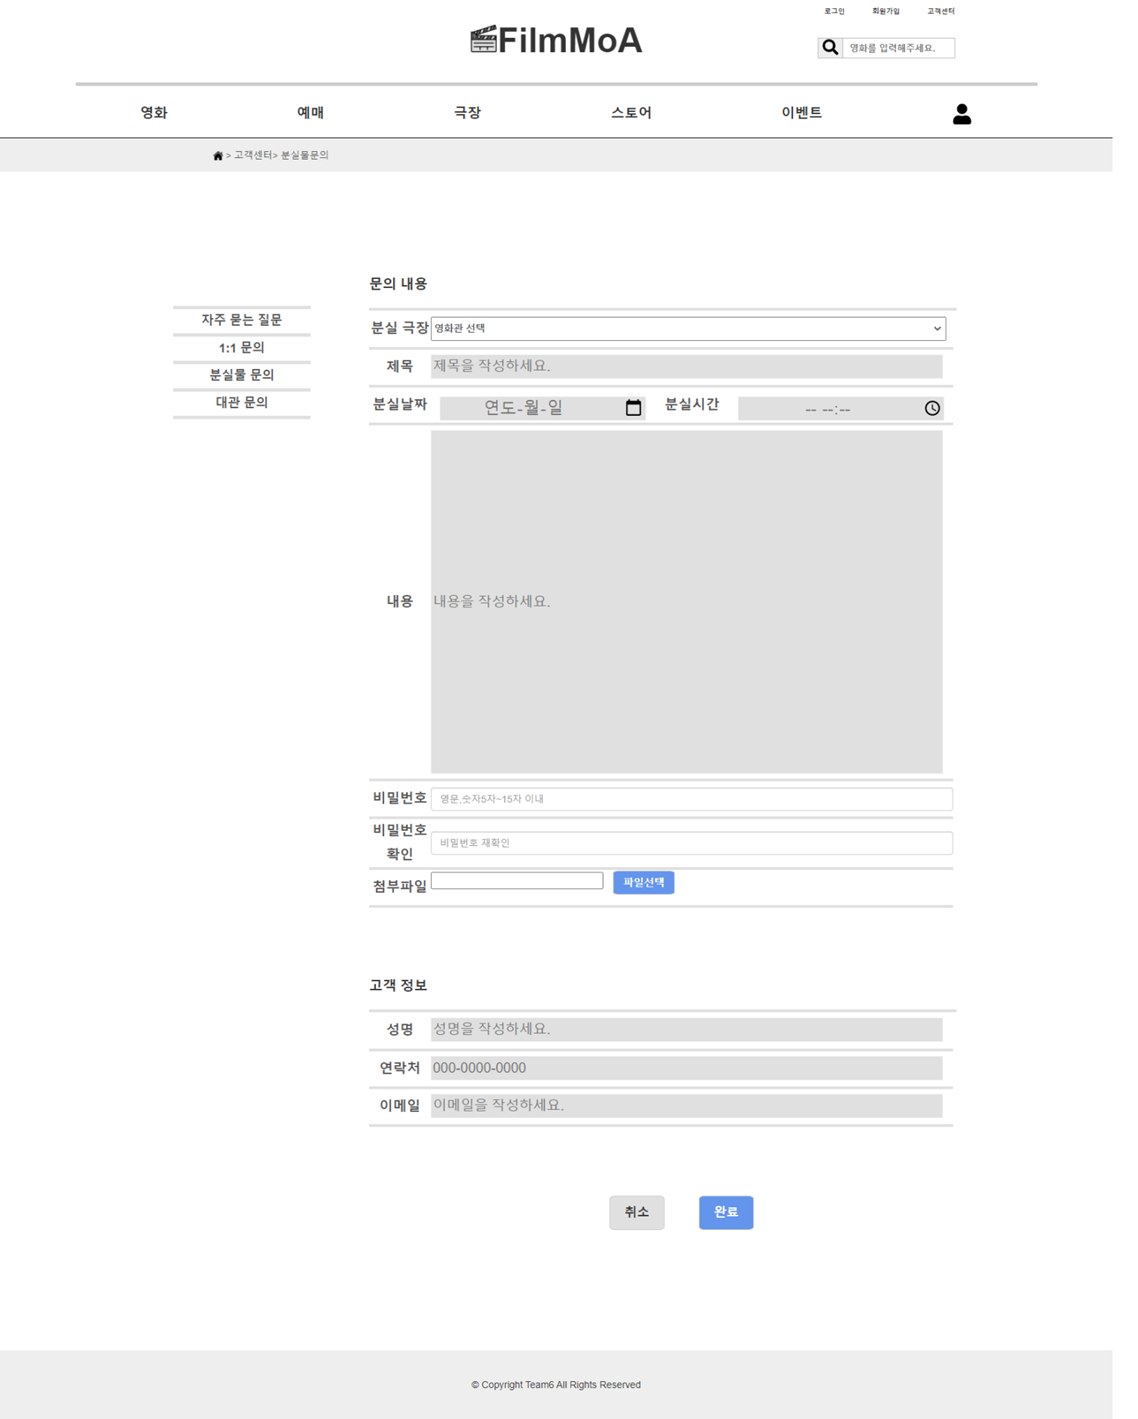 로그인 회원가입 고객센터
FilmMoA
영화를 입력해주세요.
영화 예매 극장 스토어 이벤트
> 고객센터> 분실물문의
문의 내용
자주 묻는 질문
1:1 문의
분실물 문의
대관 문의
분실 극장 영화관 선택
제목 제목을 작성하세요.
분실날짜 연도-월-일 분실시간 -- --:--
내용 내용을 작성하세요.
비밀번호 영문,숫자5자~15자 이내
비밀번호
확인 비밀번호 재확인
첨부파일 파일선택
고객 정보
성명 성명을 작성하세요.
연락처 000-0000-0000
이메일 이메일을 작성하세요.
취소 완료
© Copyright Team6 All Rights Reserved